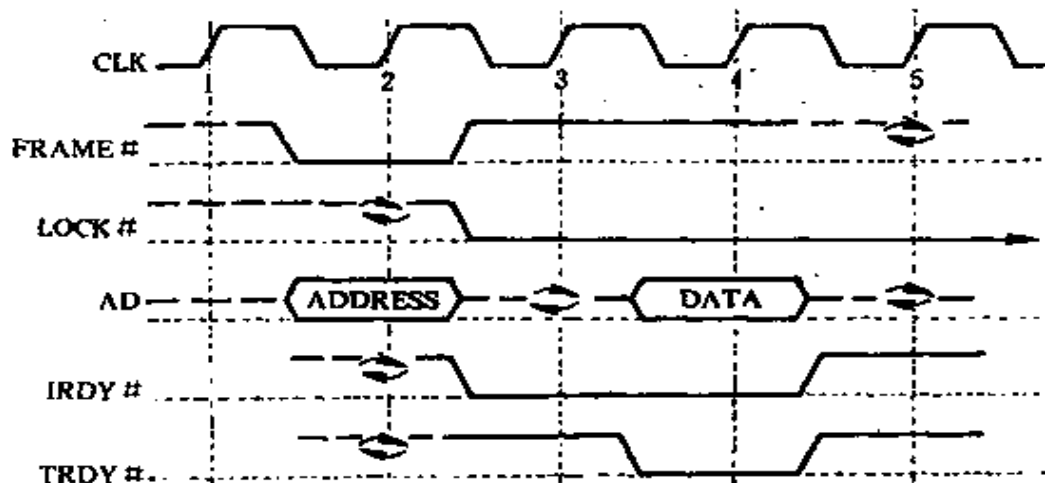 CLK
1 2 3 4 5
FRAME #
LOCK #
AD ADDRESS DATA
IRDY #
TRDY #